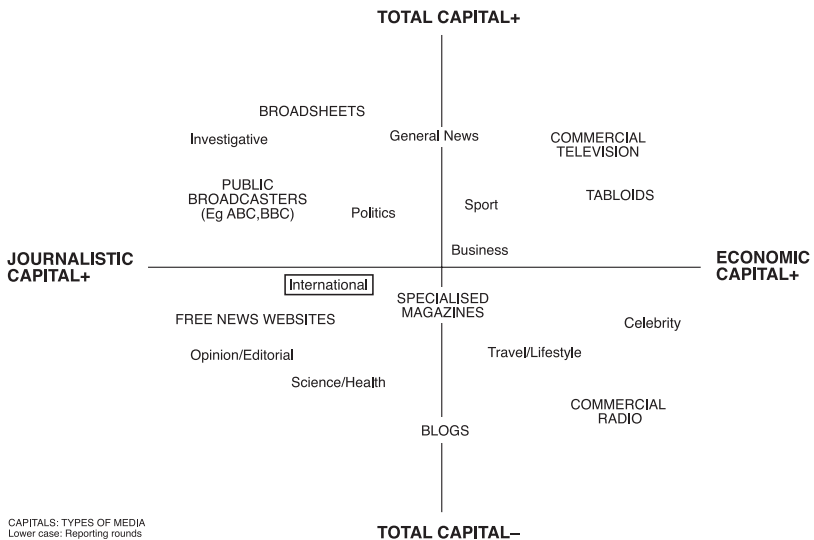 TOTAL CAPITAL+
BROADSHEETS
Investigative
General News
COMMERCIAL
TELEVISION
PUBLIC
BROADCASTERS
(Eg ABC,BBC)
Politics
Sport
TABLOIDS
Business
JOURNALISTIC
CAPITAL+
ECONOMIC
CAPITAL+
International
SPECIALISED
MAGAZINES
FREE NEWS WEBSITES
Celebrity
Opinion/Editorial
Travel/Lifestyle
Science/Health
COMMERCIAL
RADIO
BLOGS
CAPITALS: TYPES OF MEDIA
Lower case: Reporting rounds
TOTAL CAPITAL–